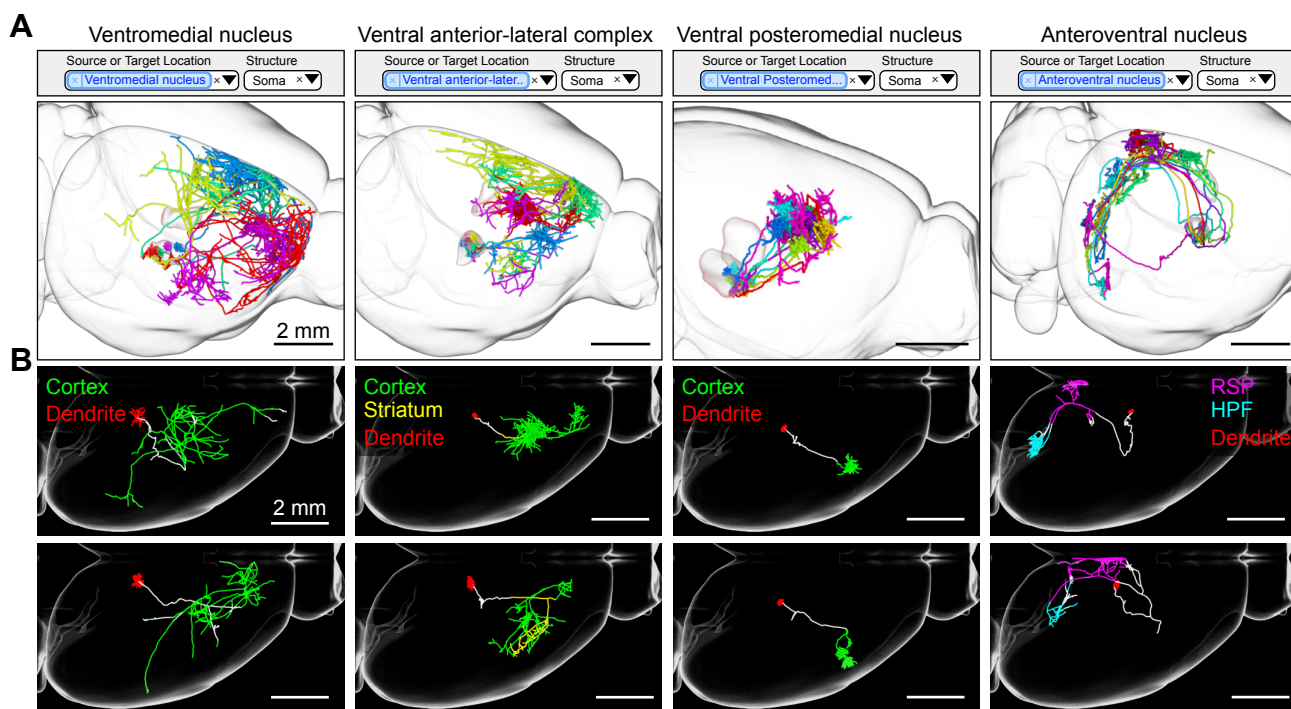 A
Ventromedial nucleus
Source or Target Location Structure
× Ventromedial nucleus × Soma ×
2 mm
Ventral anterior-lateral complex
Source or Target Location Structure
× Ventral anterior-later.. × Soma ×
Ventral posteromedial nucleus
Source or Target Location Structure
× Ventral Posteromed... × Soma ×
Anteroventral nucleus
Source or Target Location Structure
× Anteroventral nucleus × Soma ×
B
Cortex
Dendrite
2 mm
Cortex
Striatum
Dendrite
Cortex
Dendrite
RSP
HPF
Dendrite